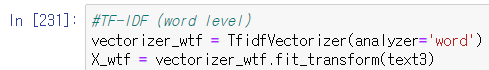 In [231]: #TF-IDF (word level)
vectorizer_wtf = TfidfVectorizer(analyzer='word')
X_wtf = vectorizer_wtf.fit_transform(text3)